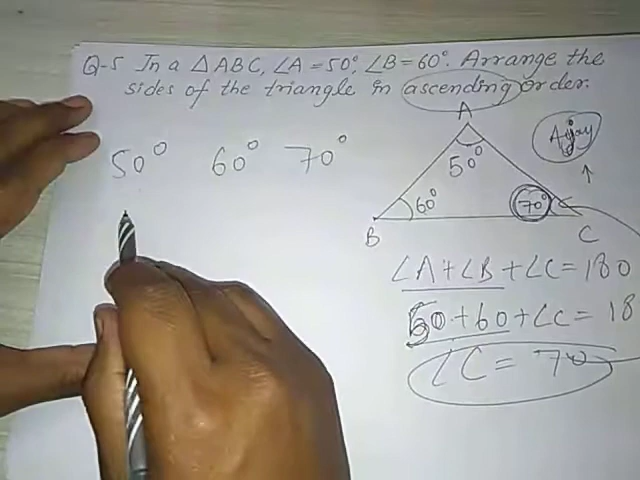 Q-5 In a △ABC, ∠A = 50°, ∠B = 60°. Arrange the
sides of the triangle in ascending order.
A
Ajay
50° 60° 70°
50°
60°
70°
B
C
∠A + ∠B + ∠C = 180
50 + 60 + ∠C = 18
∠C = 70